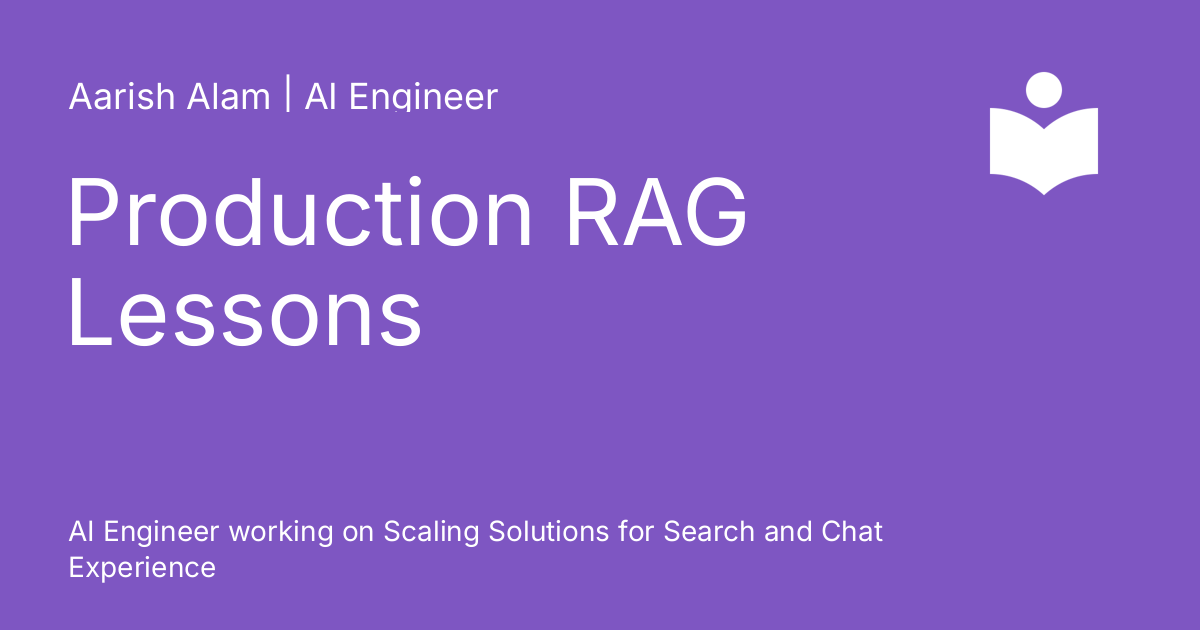 Aarish Alam | AI Engineer
Production RAG
Lessons
AI Engineer working on Scaling Solutions for Search and Chat
Experience